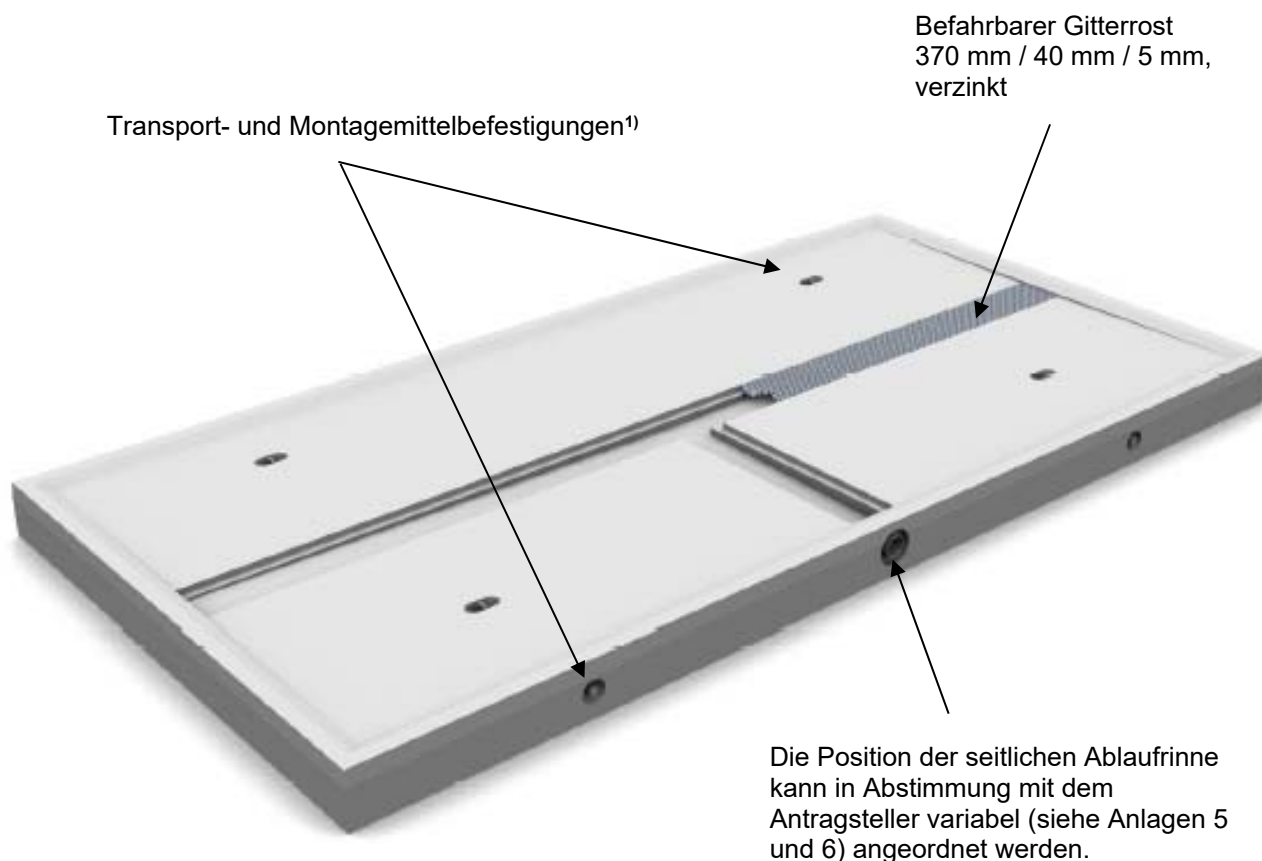 Befahrbarer Gitterrost
370 mm / 40 mm / 5 mm,
verzinkt
Transport- und Montagemittelbefestigungen¹⁾
Die Position der seitlichen Ablaufrinne
kann in Abstimmung mit dem
Antragsteller variabel (siehe Anlagen 5
und 6) angeordnet werden.